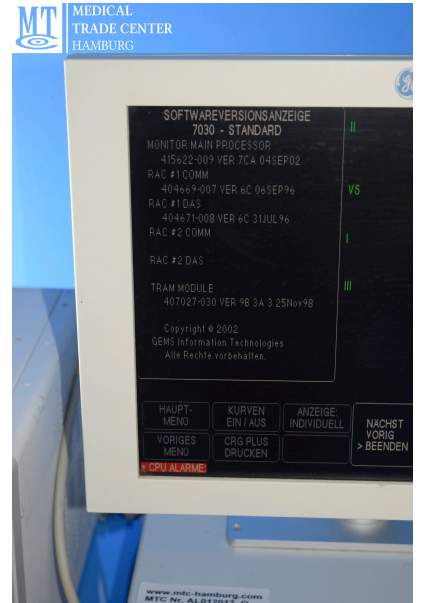 MT
MEDICAL
TRADE CENTER
HAMBURG
SOFTWAREVERSIONSANZEIGE
7030 - STANDARD
MONITOR MAIN PROCESSOR
415622-009 VER 7CA 04SEP02
RAC #1 COMM
404669-007 VER 6C 06SEP96
RAC #1 DAS
404671-008 VER 6C 31JUL96
RAC #2 COMM
RAC #2 DAS
TRAM MODULE
407027-030 VER 9B 3A 3 25Nov98
Copyright © 2002
GEMS Information Technologies
Alle Rechte vorbehalten.
II
V5
I
III
HAUPT-
MENÜ
KURVEN
EIN / AUS
ANZEIGE:
INDIVIDUELL
VORIGES
MENÜ
CRG PLUS
DRUCKEN
NÄCHST
VORIG
> BEENDEN
* CPU ALARME:
www.mtc-hamburg.com
MTC Nr. AL012017